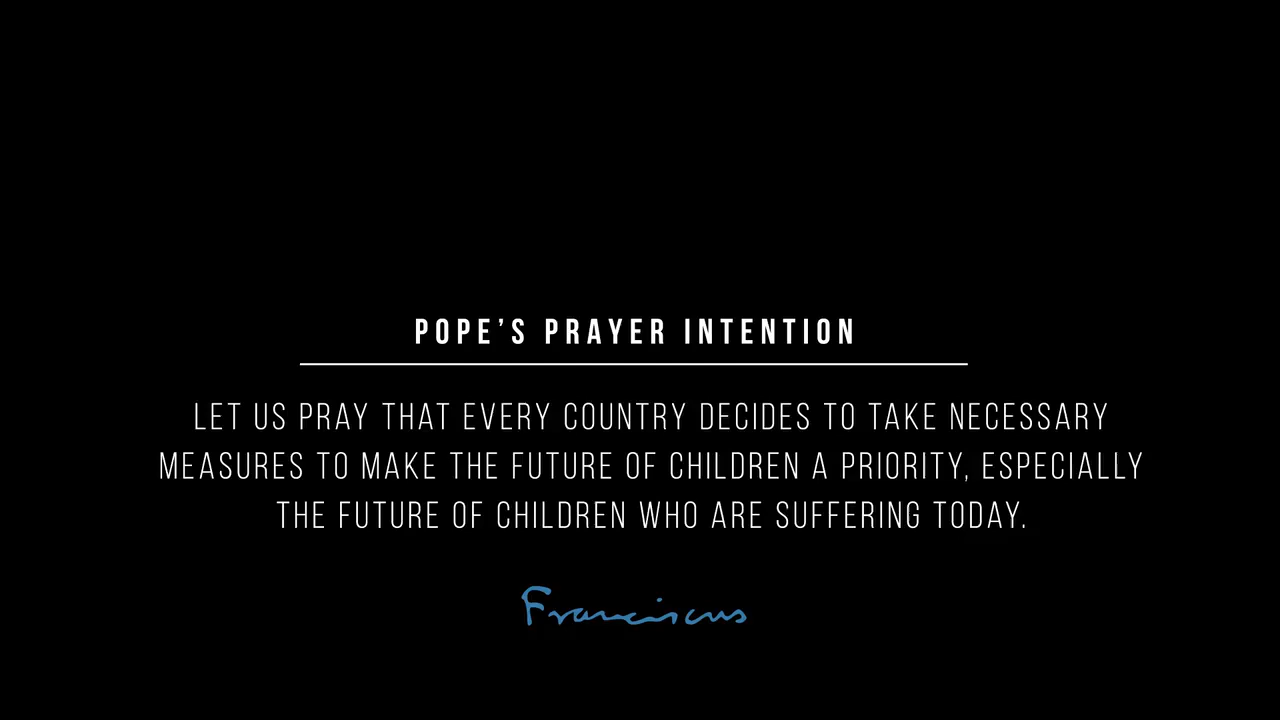 POPE’S PRAYER INTENTION
LET US PRAY THAT EVERY COUNTRY DECIDES TO TAKE NECESSARY
MEASURES TO MAKE THE FUTURE OF CHILDREN A PRIORITY, ESPECIALLY
THE FUTURE OF CHILDREN WHO ARE SUFFERING TODAY.
Franciscus